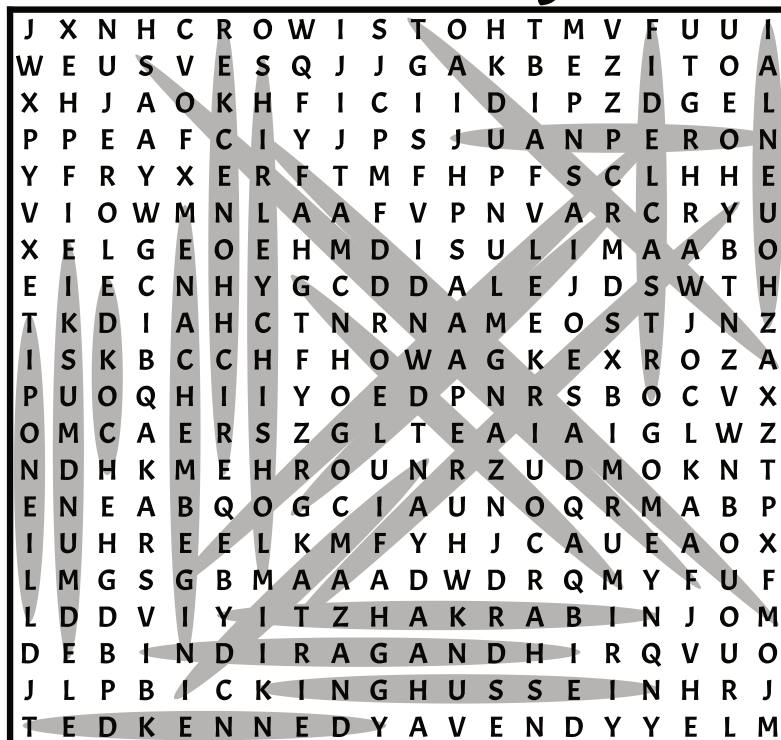 J X N H C R O W I S T O H T M V F U U I
W E U S V E S Q J J G A K B E Z I T O A
X H J A O K H F I C I I D I P Z D G E L
P P E A F C I Y J P S J U A N P E R O N
Y F R Y X E R F T M F H P F S C L H H E
V I O W M N L A A F V P N V A R C R Y U
X E L G E O E H M D I S U L I M A A B O
E I E C N H Y G C D D A L E J D S W T H
T K D I A H C T N R N A M E O S T J N Z
I S K B C C H F H O W A G K E X R O Z A
P U O Q H I I Y O E D P N R S B O C V X
O M C A E R S Z G L T E A I A I G L W Z
N D H K M E H R O U N R Z U D M O K N T
E N E A B Q O G C I A U N O Q R M A B P
I U H R E E L K M F Y H J C A U E A O X
L M G S G B M A A A D W D R Q M Y F U F
L D D V I Y I T Z H A K R A B I N J O M
D E B I N D I R A G A N D H I R Q V U O
J L P B I C K I N G H U S S E I N H R J
T E D K E N N E D Y A V E N D Y Y E L M